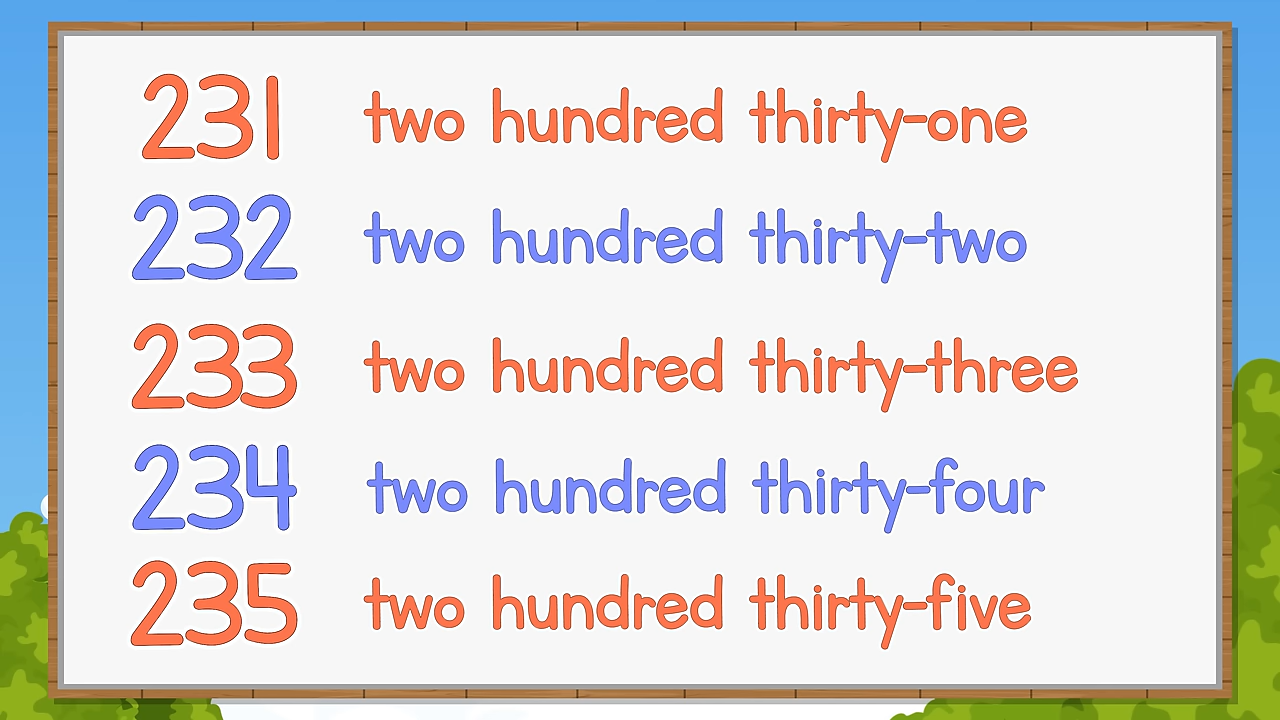 231 two hundred thirty-one
232 two hundred thirty-two
233 two hundred thirty-three
234 two hundred thirty-four
235 two hundred thirty-five